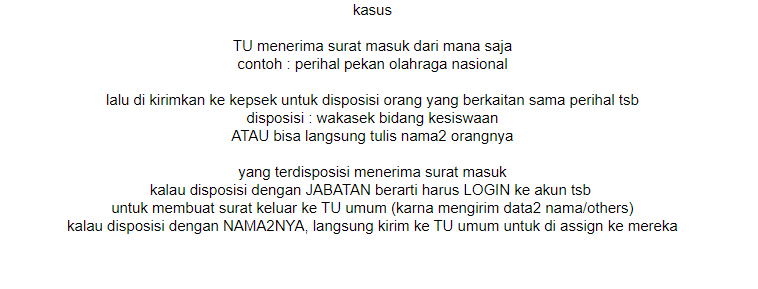 kasus
TU menerima surat masuk dari mana saja
contoh : perihal pekan olahraga nasional
lalu di kirimkan ke kepsek untuk disposisi orang yang berkaitan sama perihal tsb
disposisi : wakasek bidang kesiswaan
ATAU bisa langsung tulis nama2 orangnya
yang terdisposisi menerima surat masuk
kalau disposisi dengan JABATAN berarti harus LOGIN ke akun tsb
untuk membuat surat keluar ke TU umum (karna mengirim data2 nama/others)
kalau disposisi dengan NAMA2NYA, langsung kirim ke TU umum untuk di assign ke mereka